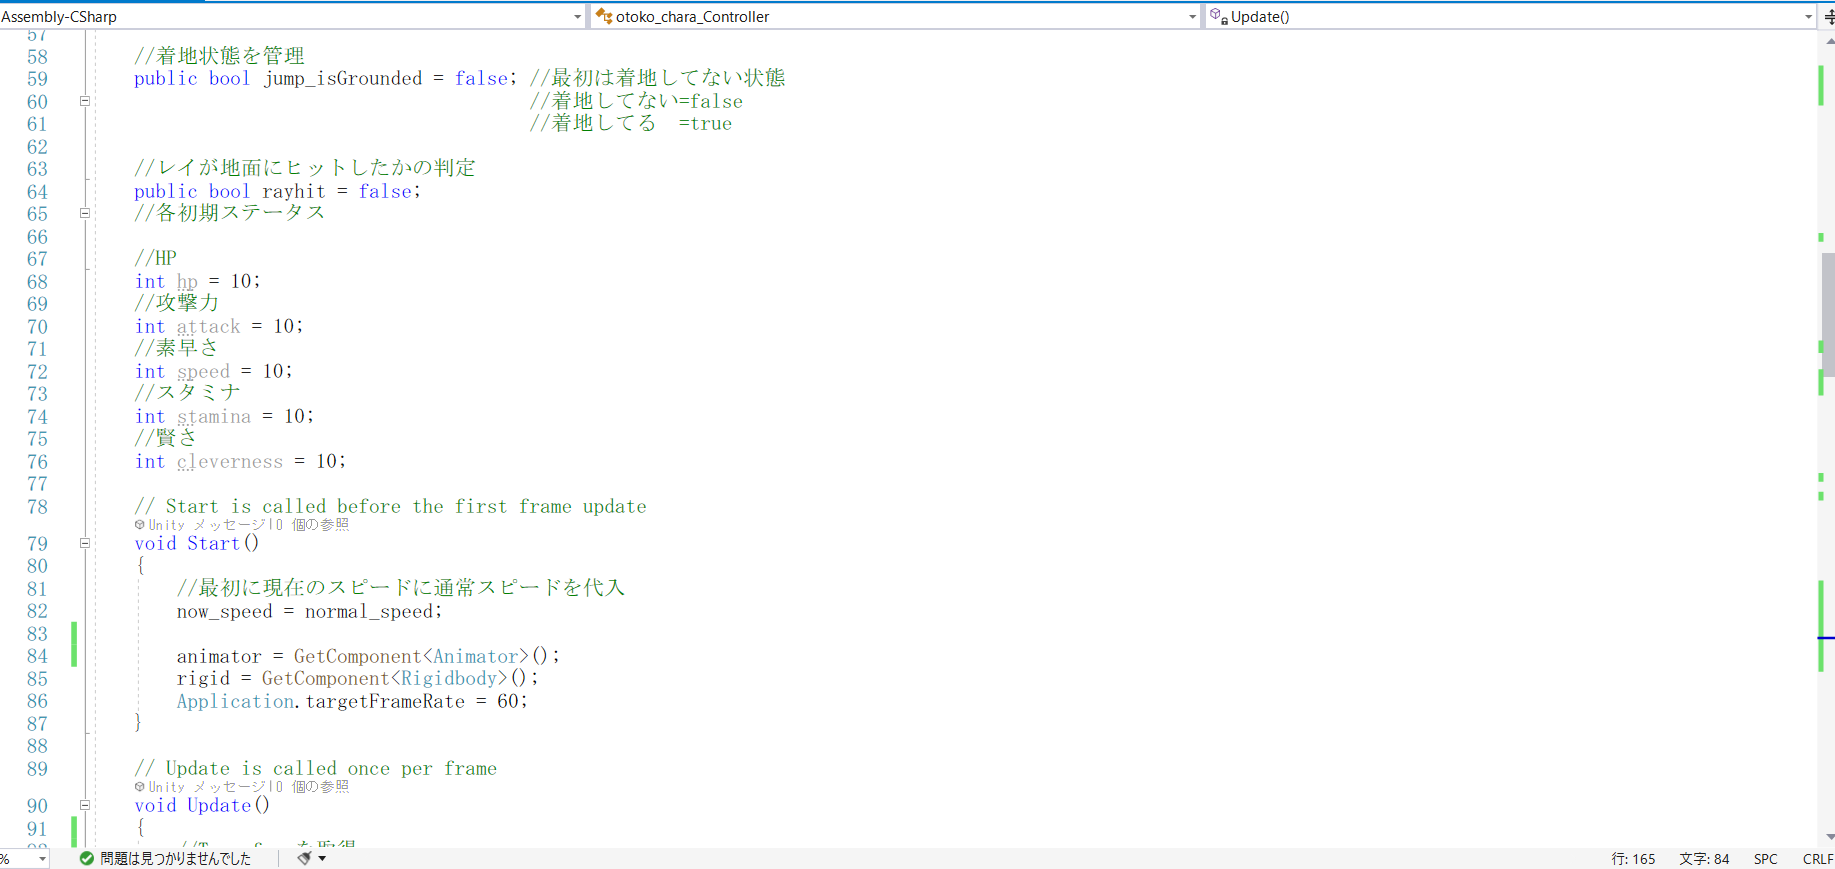 Assembly-CSharp otoko_chara_Controller Update()
57
58 //着地状態を管理
59 public bool jump_isGrounded = false; //最初は着地してない状態
60 //着地してない=false
61 //着地してる　=true
62
63 //レイが地面にヒットしたかの判定
64 public bool rayhit = false;
65 //各初期ステータス
66
67 //HP
68 int hp = 10;
69 //攻撃力
70 int attack = 10;
71 //素早さ
72 int speed = 10;
73 //スタミナ
74 int stamina = 10;
75 //賢さ
76 int cleverness = 10;
77
78 // Start is called before the first frame update
Unity メッセージ|0 個の参照
79 void Start()
80 {
81 //最初に現在のスピードに通常スピードを代入
82 now_speed = normal_speed;
83
84 animator = GetComponent<Animator>();
85 rigid = GetComponent<Rigidbody>();
86 Application.targetFrameRate = 60;
87 }
88
89 // Update is called once per frame
Unity メッセージ|0 個の参照
90 void Update()
91 {
% 問題は見つかりませんでした 行: 165 文字: 84 SPC CRLF